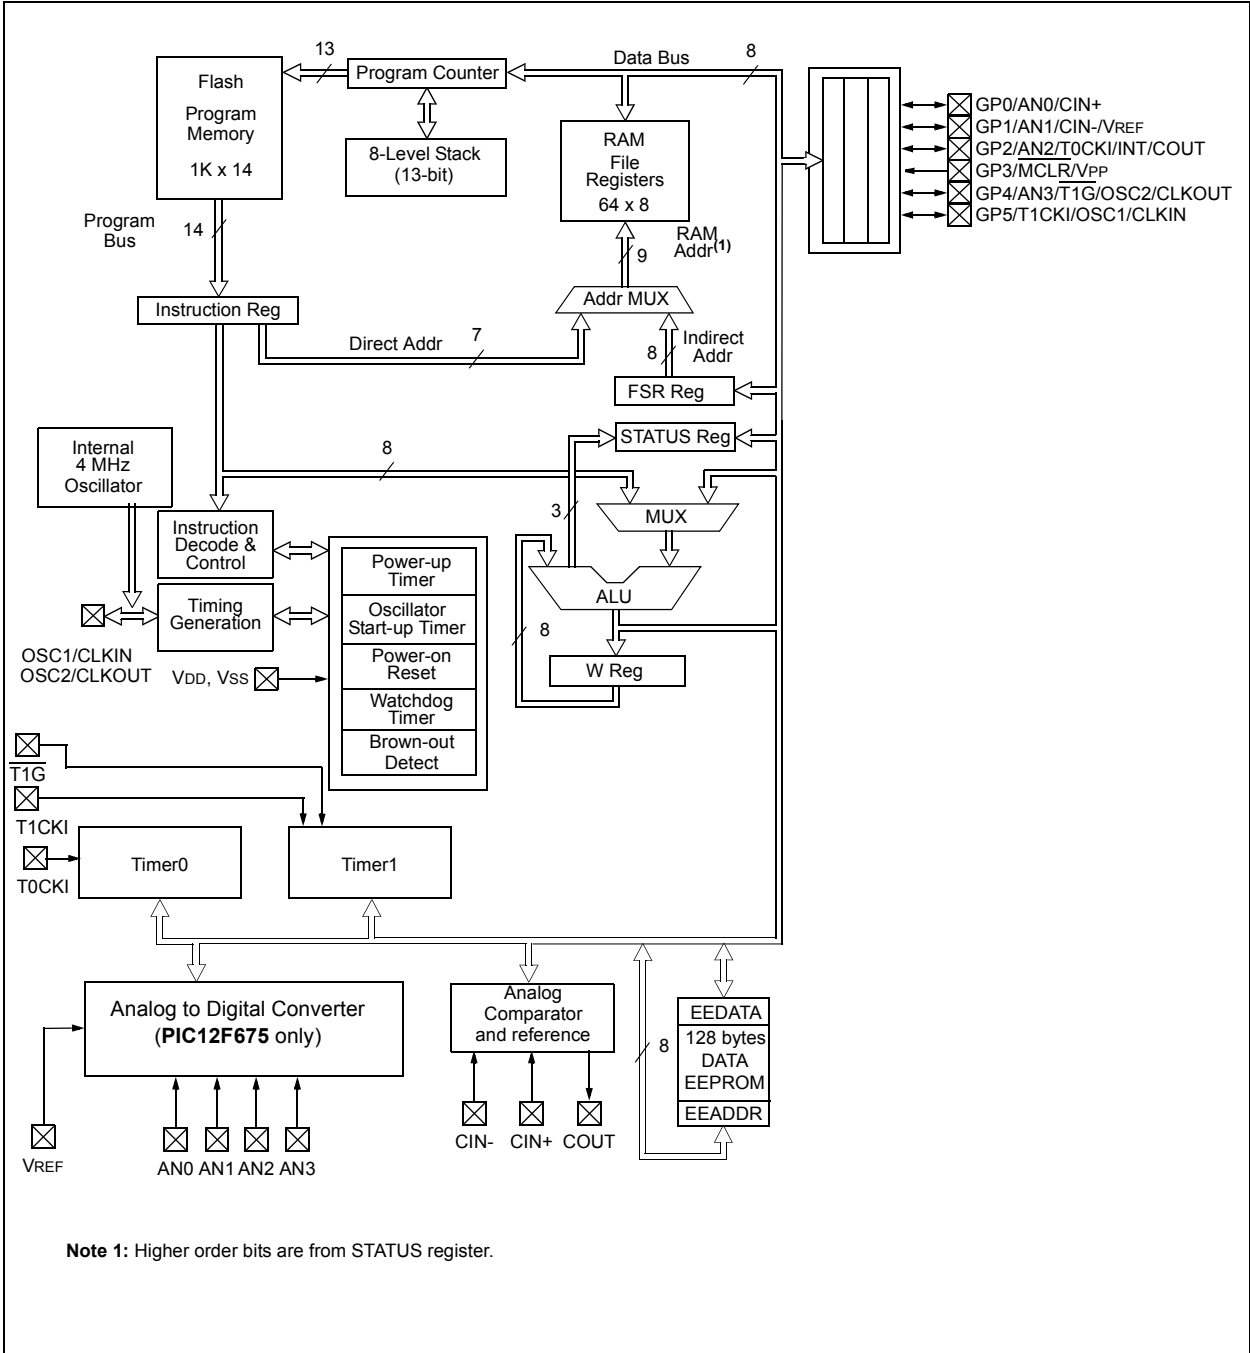 13
Data Bus
8
Flash
Program
Memory
1K x 14
Program Counter
8-Level Stack
(13-bit)
RAM
File
Registers
64 x 8
GP0/AN0/CIN+
GP1/AN1/CIN-/VREF
GP2/AN2/T0CKI/INT/COUT
GP3/MCLR/VPP
GP4/AN3/T1G/OSC2/CLKOUT
GP5/T1CKI/OSC1/CLKIN
Program
Bus
14
RAM
Addr(1)
9
Instruction Reg
Addr MUX
Direct Addr
7
Indirect
Addr
8
FSR Reg
STATUS Reg
Internal
4 MHz
Oscillator
8
3
MUX
Instruction
Decode &
Control
Power-up
Timer
Oscillator
Start-up Timer
Power-on
Reset
Watchdog
Timer
Brown-out
Detect
ALU
8
W Reg
Timing
Generation
OSC1/CLKIN
OSC2/CLKOUT
VDD, VSS
T1G
T1CKI
T0CKI
Timer0
Timer1
Analog to Digital Converter
(PIC12F675 only)
Analog
Comparator
and reference
EEDATA
128 bytes
DATA
EEPROM
EEADDR
8
VREF
AN0 AN1 AN2 AN3
CIN- CIN+ COUT
Note 1: Higher order bits are from STATUS register.